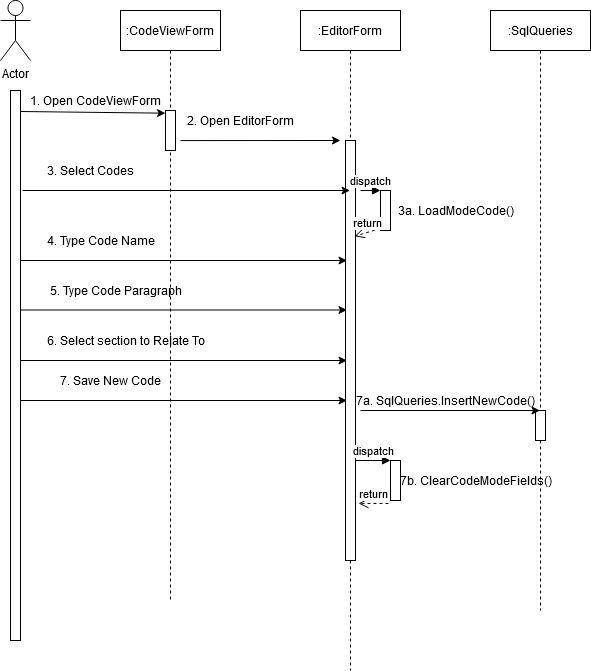 :CodeViewForm
:EditorForm
:SqlQueries
Actor
1. Open CodeViewForm
2. Open EditorForm
3. Select Codes
dispatch
3a. LoadModeCode()
return
4. Type Code Name
5. Type Code Paragraph
6. Select section to Relate To
7. Save New Code
7a. SqlQueries.InsertNewCode()
dispatch
7b. ClearCodeModeFields()
return